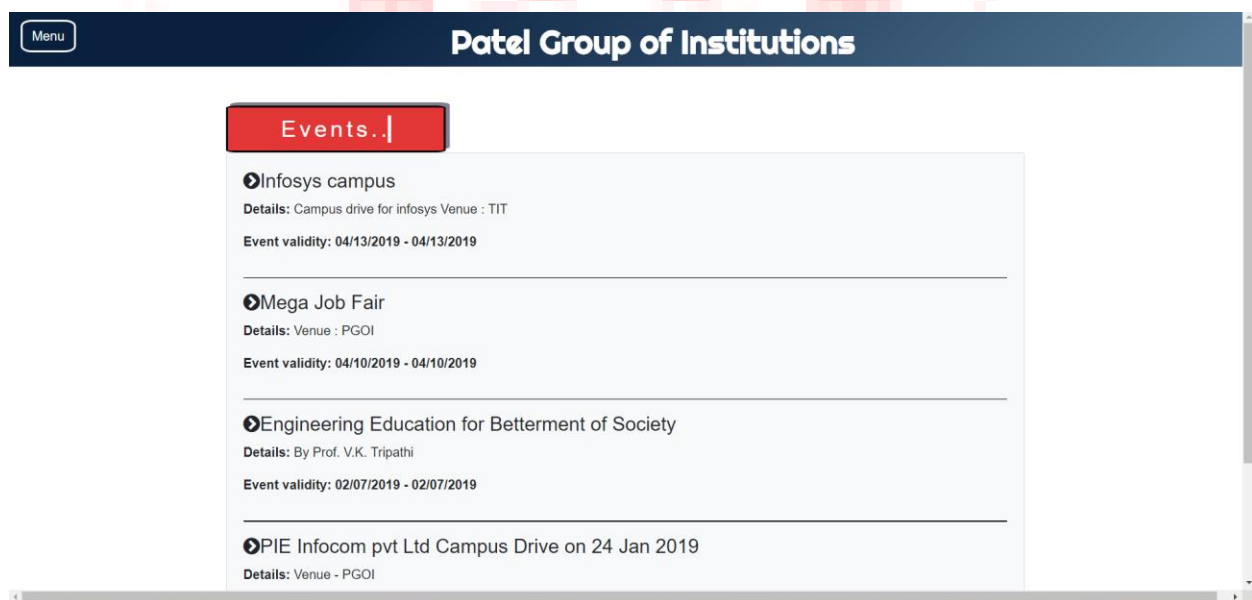 Menu
Patel Group of Institutions
Events..
Infosys campus
Details: Campus drive for infosys Venue : TIT
Event validity: 04/13/2019 - 04/13/2019
Mega Job Fair
Details: Venue : PGOI
Event validity: 04/10/2019 - 04/10/2019
Engineering Education for Betterment of Society
Details: By Prof. V.K. Tripathi
Event validity: 02/07/2019 - 02/07/2019
PIE Infocom pvt Ltd Campus Drive on 24 Jan 2019
Details: Venue - PGOI